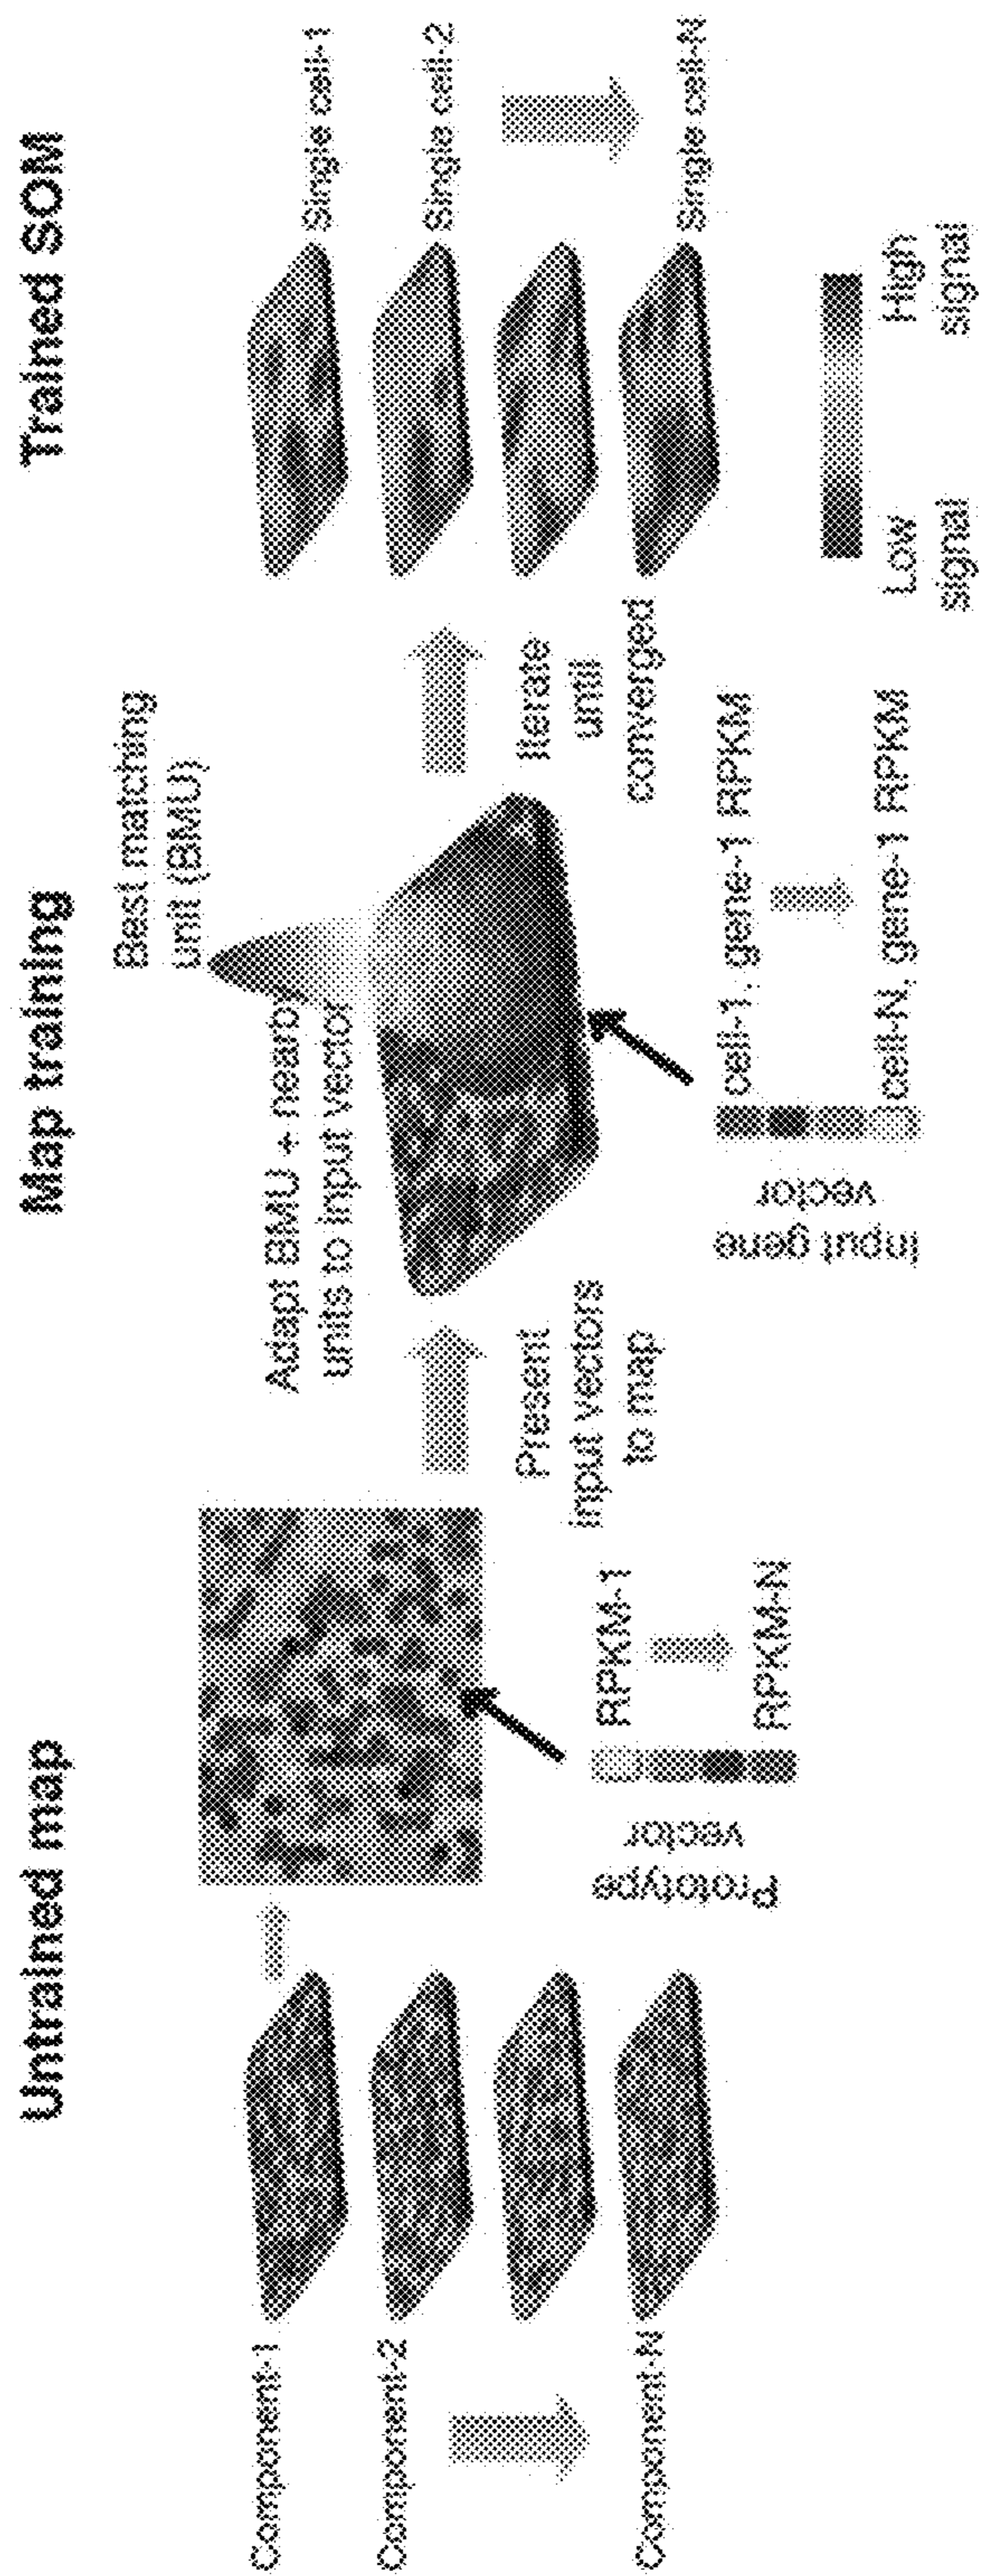 Untrained map
Component-1
Component-2
Component-N
Prototype
vector
RPKM-1
RPKM-N
Present
input vectors
to map
Map training
Best matching
unit (BMU)
Adapt BMU + nearb
units to input vector
Input gene
vector
cell-1, gene-1 RPKM
cell-N, gene-1 RPKM
Iterate
until
converged
Trained SOM
Single cell-1
Single cell-2
Single cell-N
Low
signal
High
signal